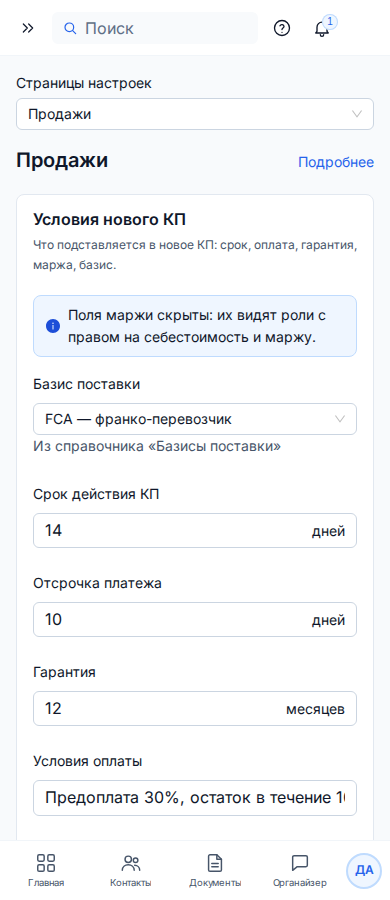 Поиск
1
Страницы настроек
Продажи
Продажи
Подробнее
Условия нового КП
Что подставляется в новое КП: срок, оплата, гарантия,
маржа, базис.
Поля маржи скрыты: их видят роли с
правом на себестоимость и маржу.
Базис поставки
FCA — франко-перевозчик
Из справочника «Базисы поставки»
Срок действия КП
14 дней
Отсрочка платежа
10 дней
Гарантия
12 месяцев
Условия оплаты
Предоплата 30%, остаток в течение
Главная
Контакты
Документы
Органайзер
ДА